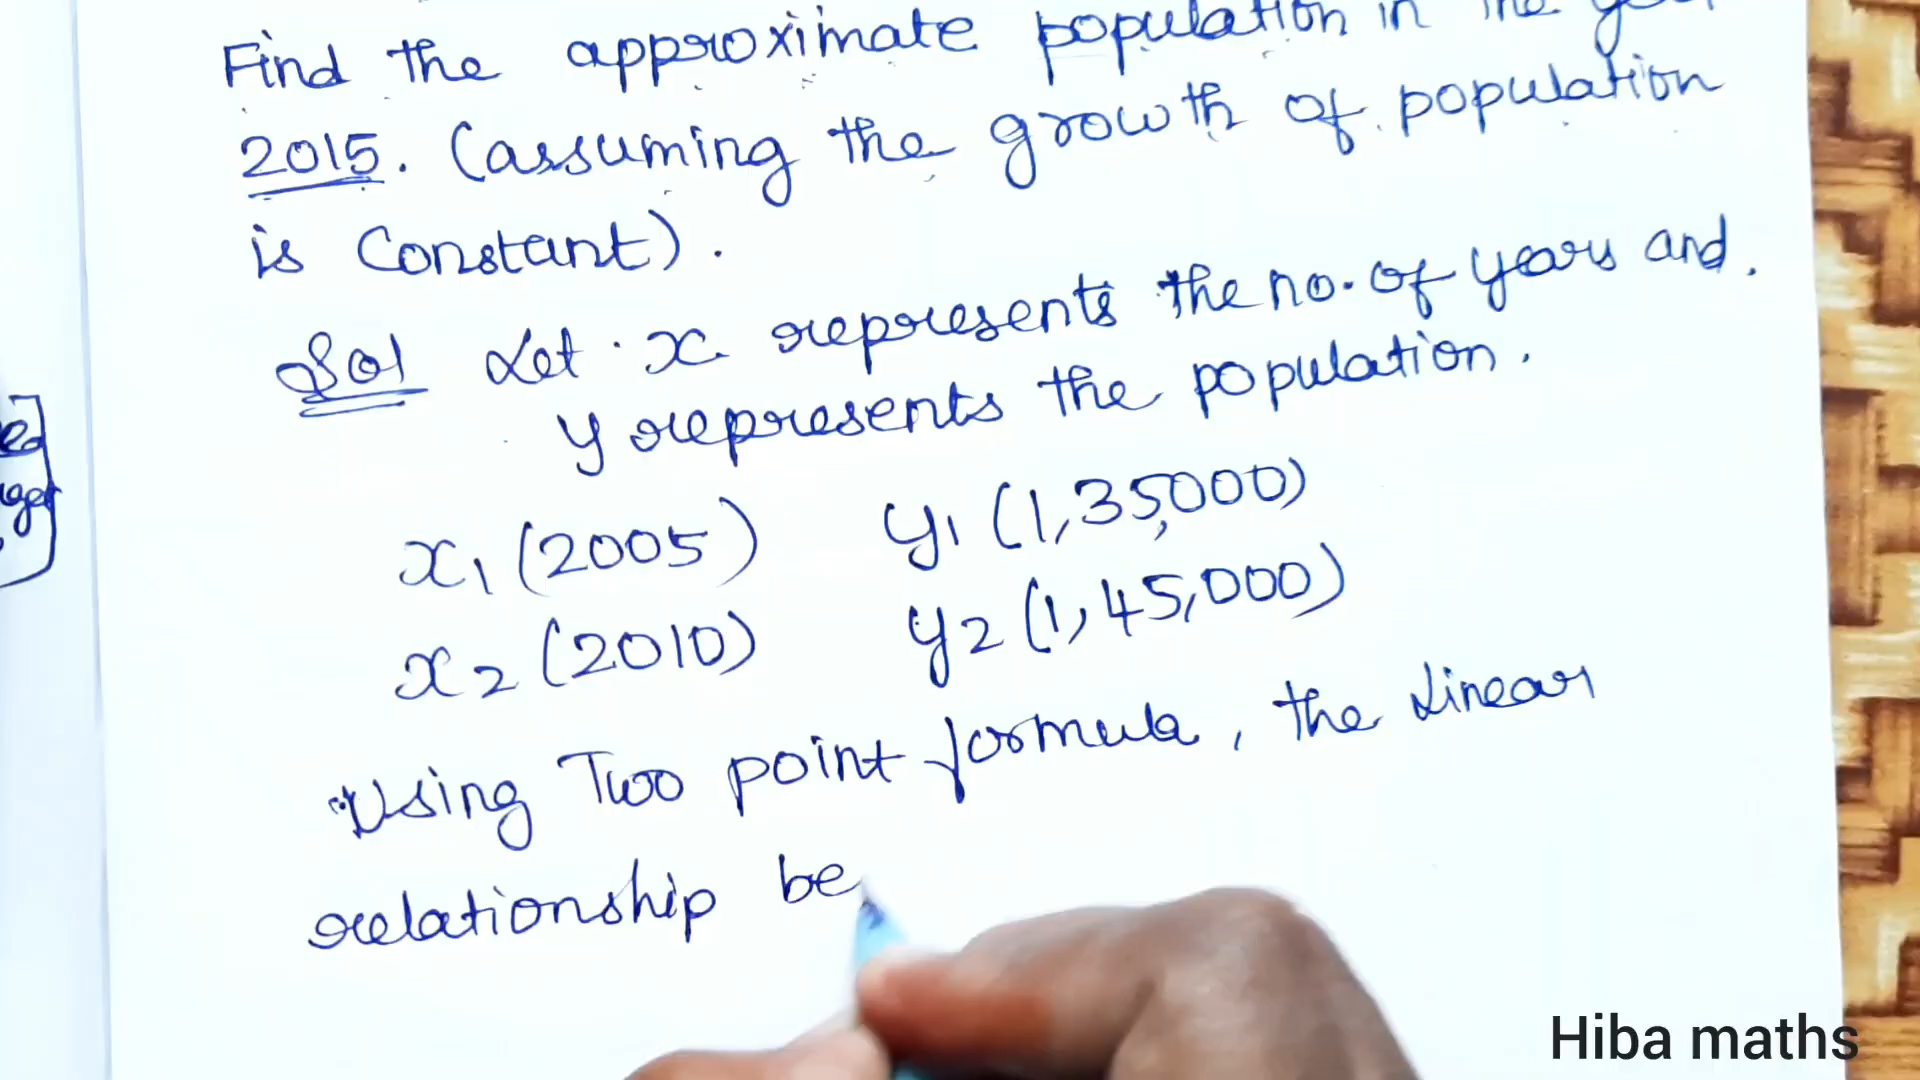 Find the approximate population in the
2015. (assuming the growth of population
is Constant).
Sol Let x represents the no. of years and
y represents the population.
x1 (2005) y1 (1,35,000)
x2 (2010) y2 (1,45,000)
Using Two point formula, the Linear
relationship be
Hiba maths